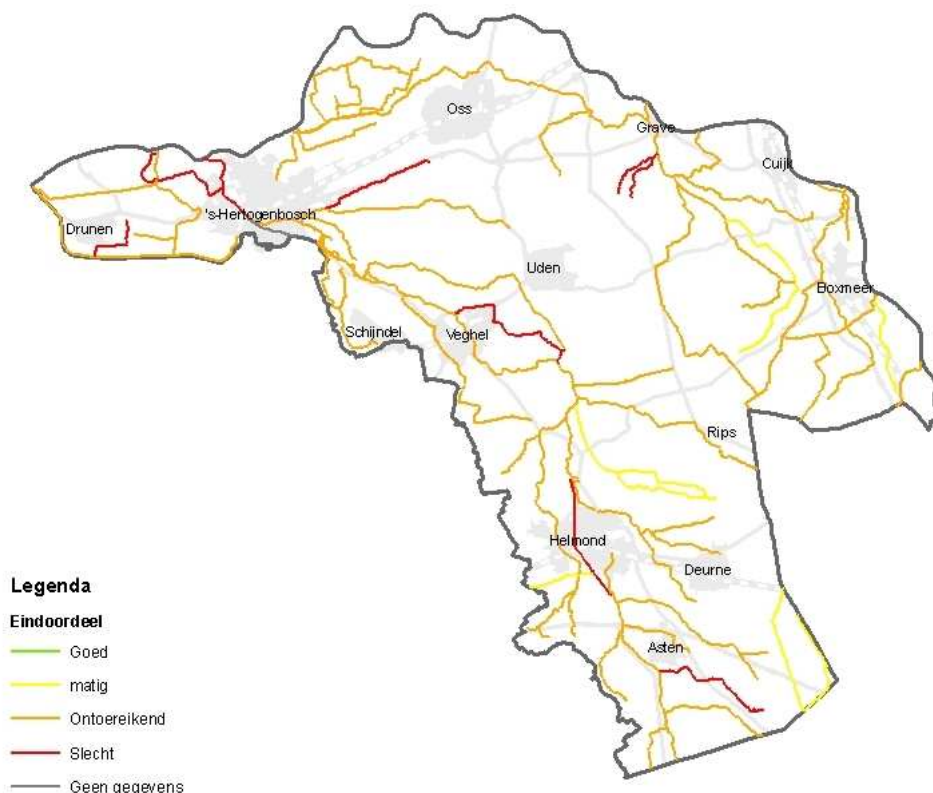 Oss
Grave
Cuijk
's-Hertogenbosch
Drunen
Uden
Boxmeer
Schijndel
Veghel
Rips
Helmond
Deurne
Asten
Legenda
Eindoordeel
Goed
matig
Ontoereikend
Slecht
Geen gegevens